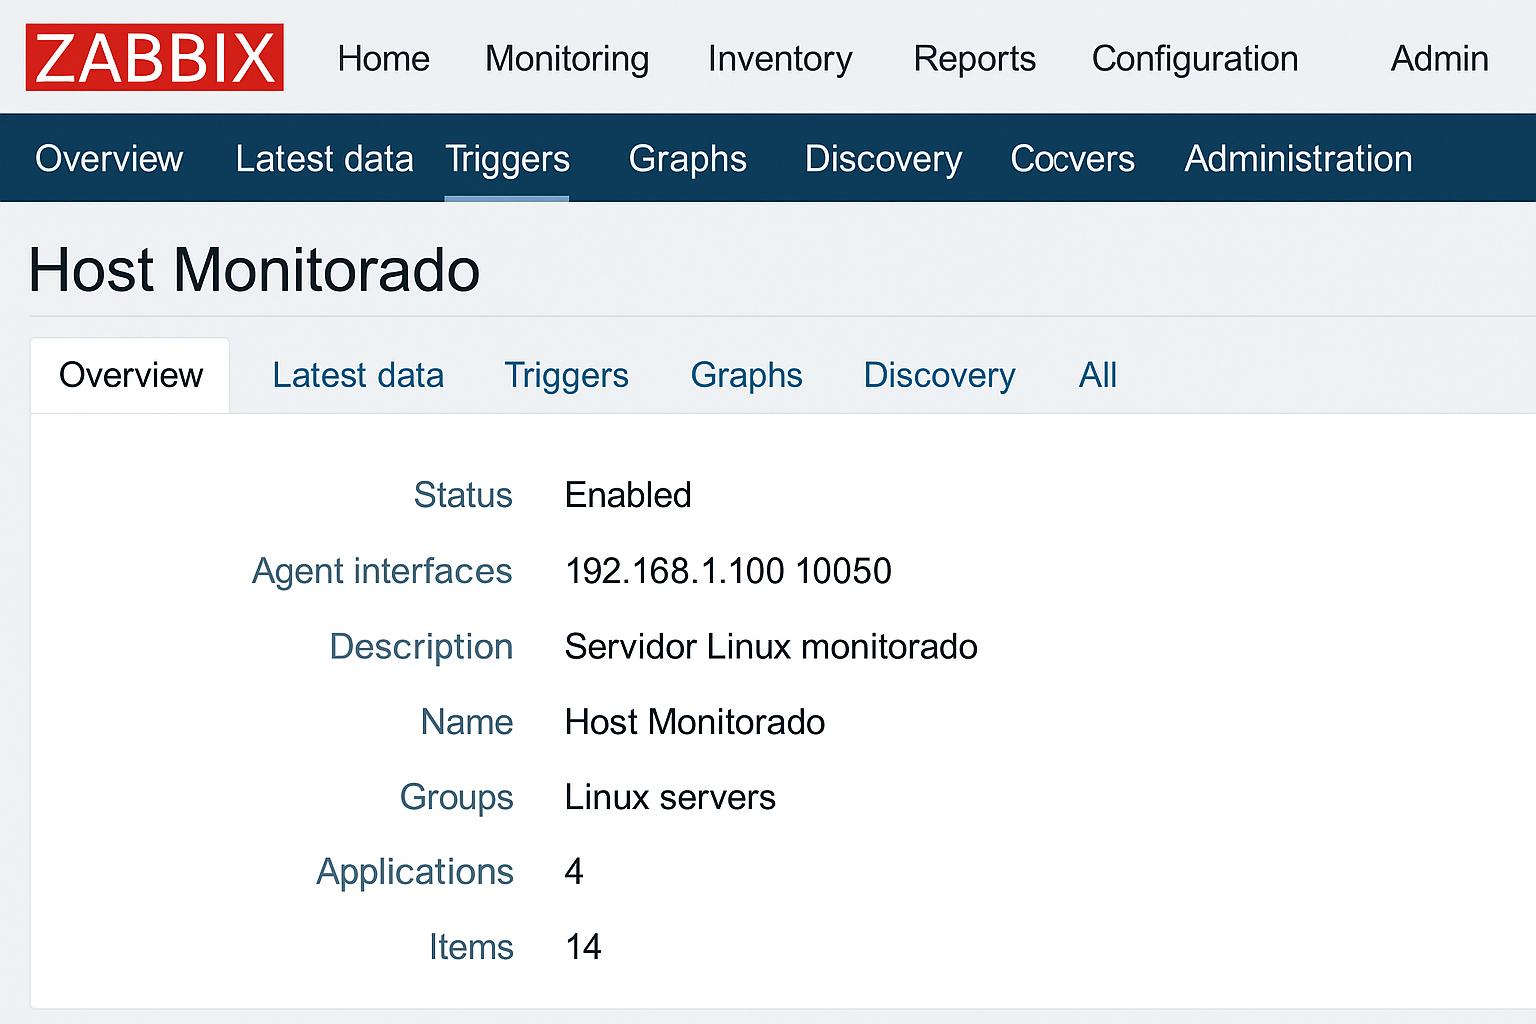 ZABBIX Home Monitoring Inventory Reports Configuration Admin
Overview Latest data Triggers Graphs Discovery Cocvers Administration
Host Monitorado
Overview Latest data Triggers Graphs Discovery All
Status Enabled
Agent interfaces 192.168.1.100 10050
Description Servidor Linux monitorado
Name Host Monitorado
Groups Linux servers
Applications 4
Items 14